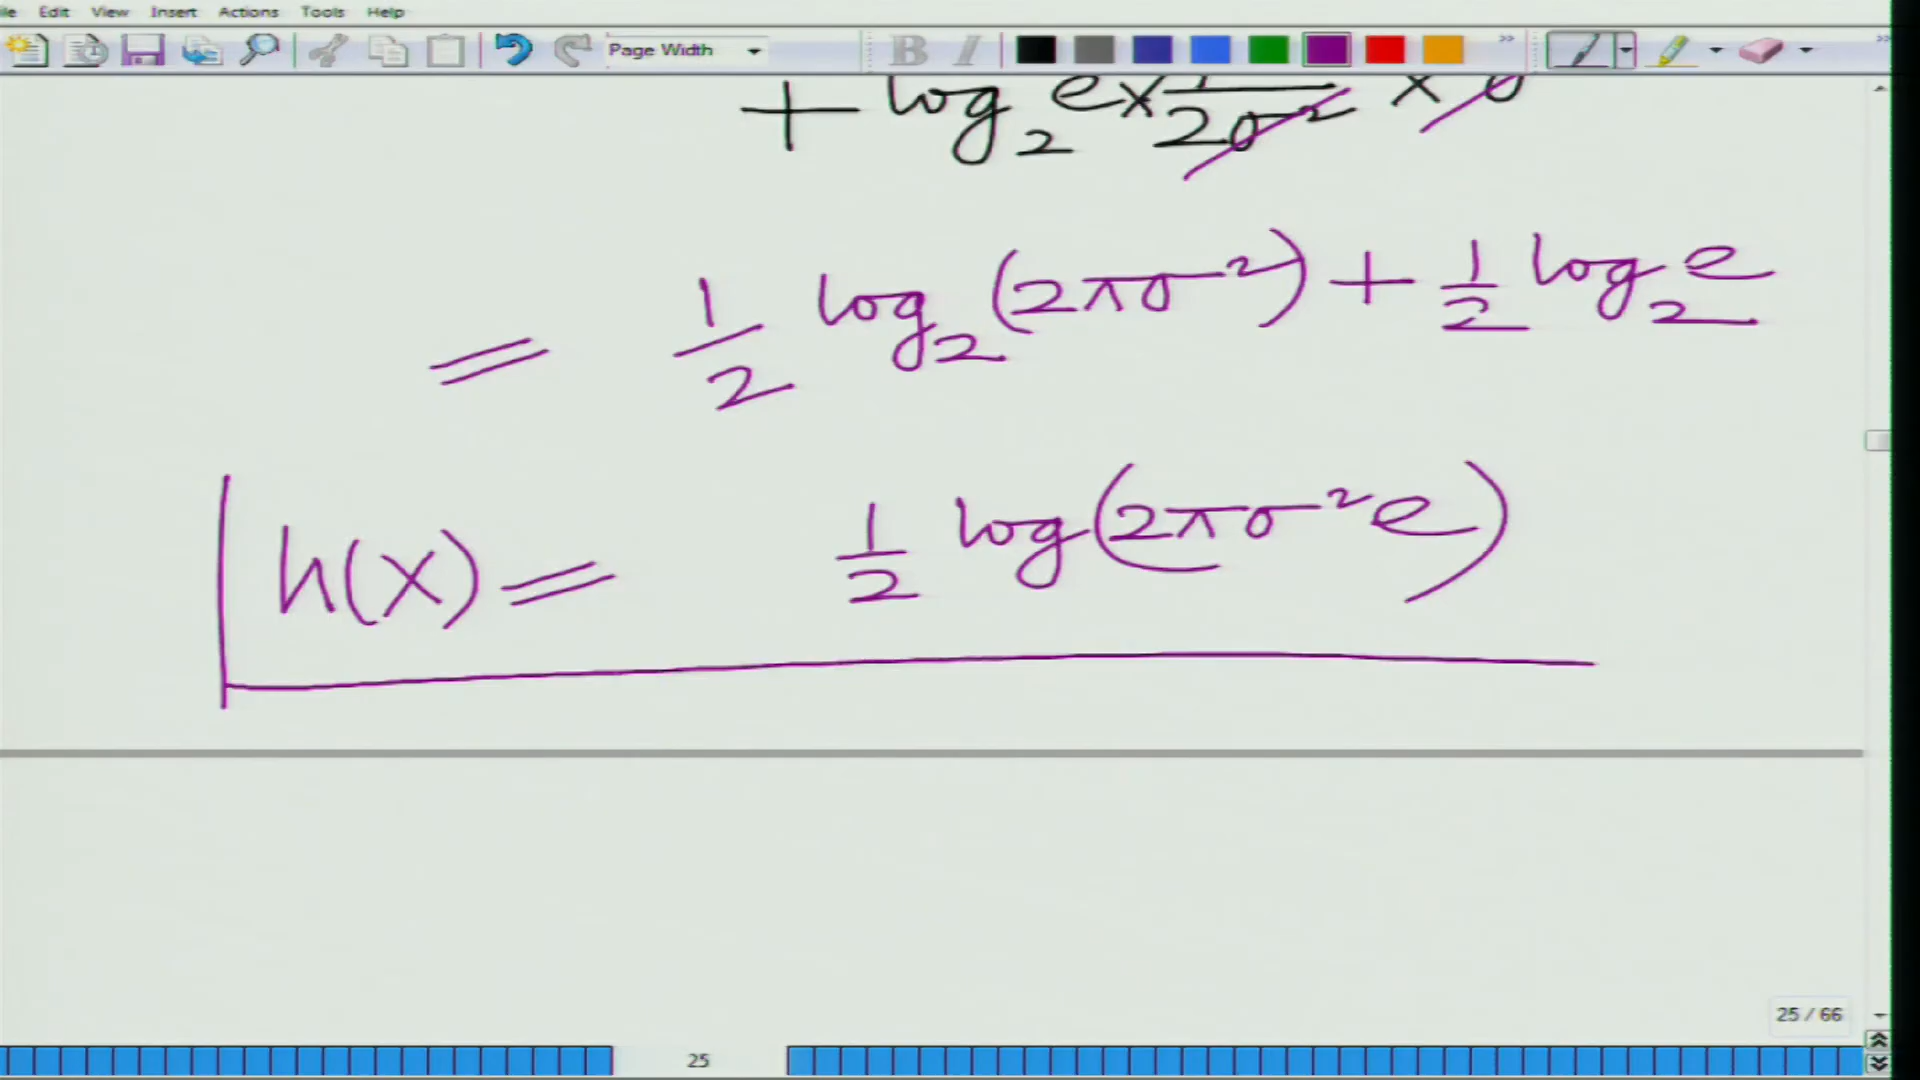 File Edit View Insert Actions Tools Help
Page Width B I
+ log₂ e × 1/2σ² ×
= 1/2 log₂ (2πσ²) + 1/2 log₂ e
h(X) = 1/2 log(2πσ²e)
25 / 66
25